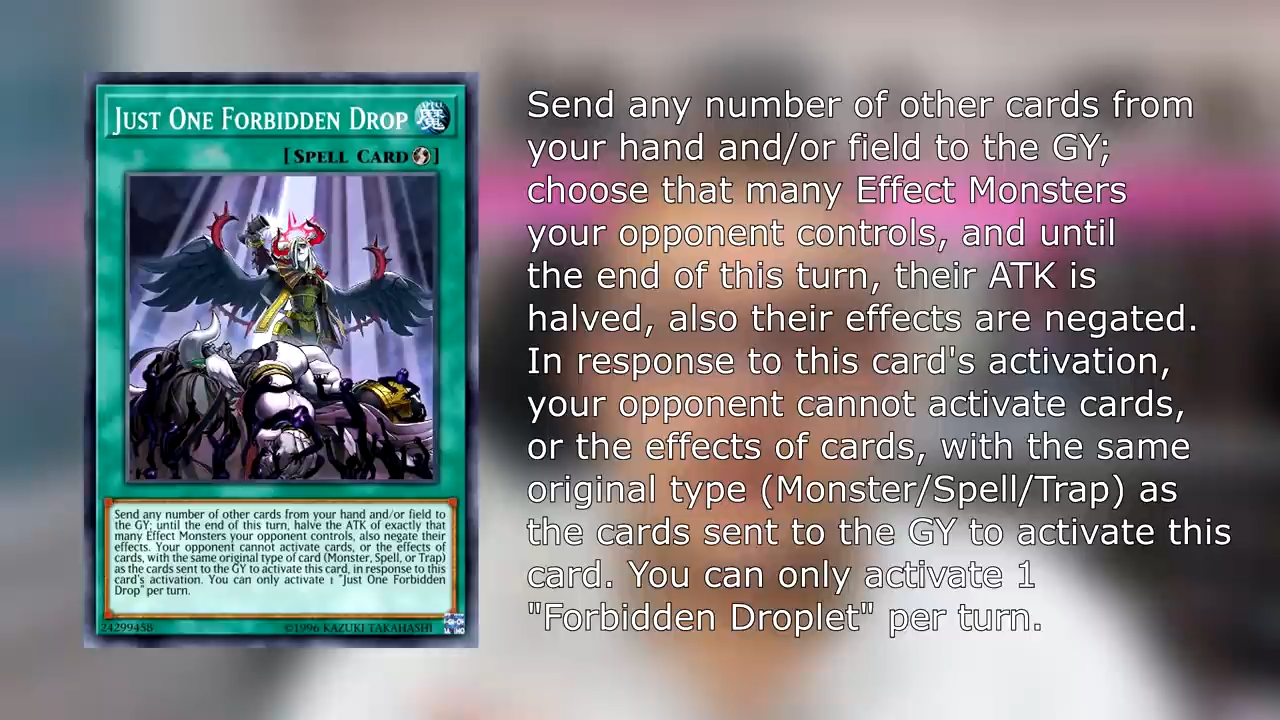 JUST ONE FORBIDDEN DROP
[SPELL CARD]
Send any number of other cards from your hand and/or field to
the GY; until the end of this turn, halve the ATK of exactly that
many Effect Monsters your opponent controls, also negate their
effects. Your opponent cannot activate cards, or the effects of
cards, with the same original type of card (Monster, Spell, or Trap)
as the cards sent to the GY to activate this card, in response to this
card's activation. You can only activate 1 "Just One Forbidden
Drop" per turn.
24299458
©1996 KAZUKI TAKAHASHI
Send any number of other cards from
your hand and/or field to the GY;
choose that many Effect Monsters
your opponent controls, and until
the end of this turn, their ATK is
halved, also their effects are negated.
In response to this card's activation,
your opponent cannot activate cards,
or the effects of cards, with the same
original type (Monster/Spell/Trap) as
the cards sent to the GY to activate this
card. You can only activate 1
"Forbidden Droplet" per turn.